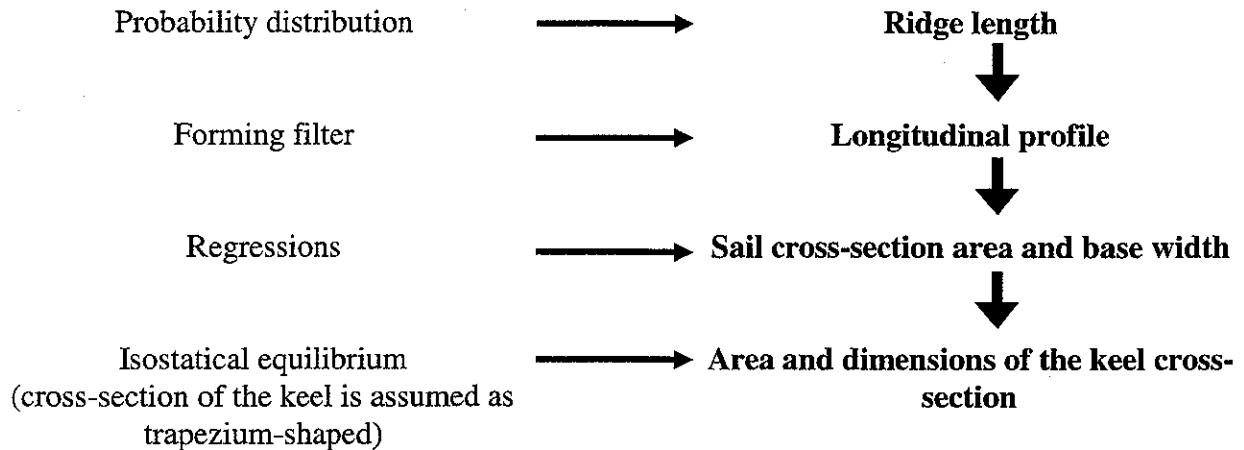 Probability distribution
Ridge length
Forming filter
Longitudinal profile
Regressions
Sail cross-section area and base width
Isostatical equilibrium
(cross-section of the keel is assumed as
trapezium-shaped)
Area and dimensions of the keel cross-
section